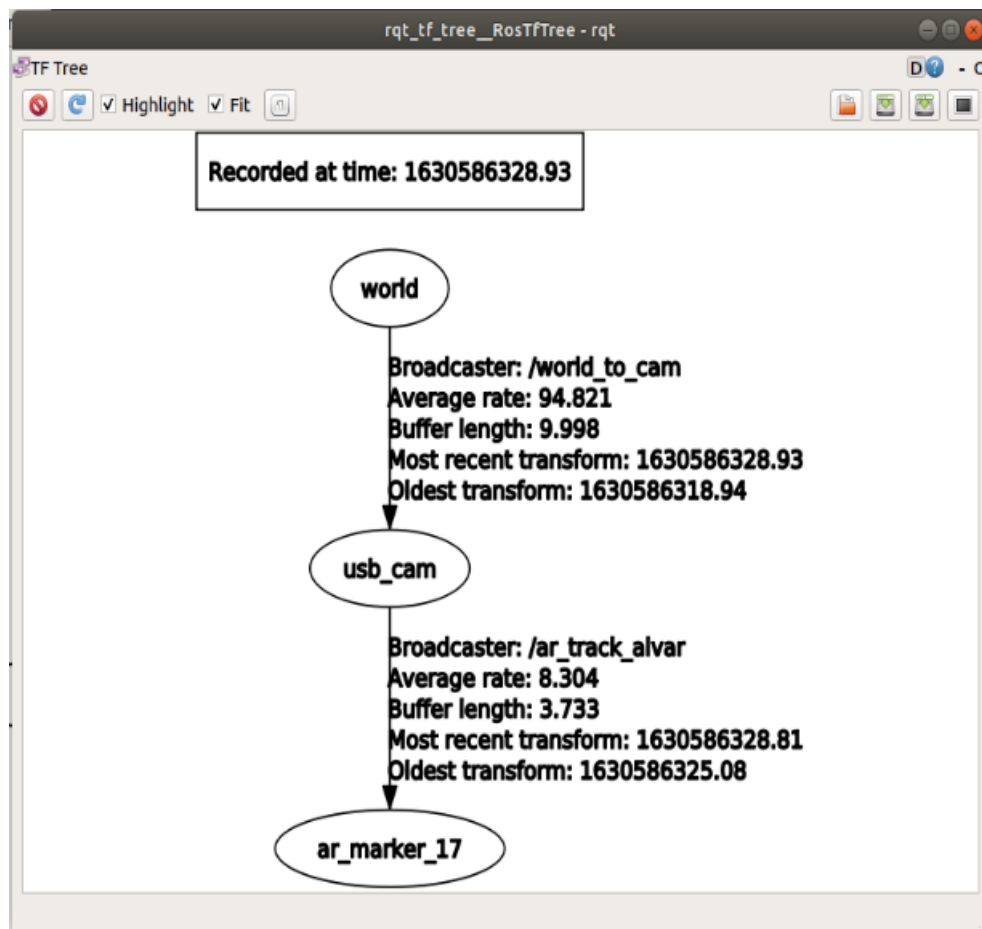 rqt_tf_tree__RosTfTree - rqt
TF Tree
D - C
Highlight Fit
Recorded at time: 1630586328.93
world
Broadcaster: /world_to_cam
Average rate: 94.821
Buffer length: 9.998
Most recent transform: 1630586328.93
Oldest transform: 1630586318.94
usb_cam
Broadcaster: /ar_track_alvar
Average rate: 8.304
Buffer length: 3.733
Most recent transform: 1630586328.81
Oldest transform: 1630586325.08
ar_marker_17